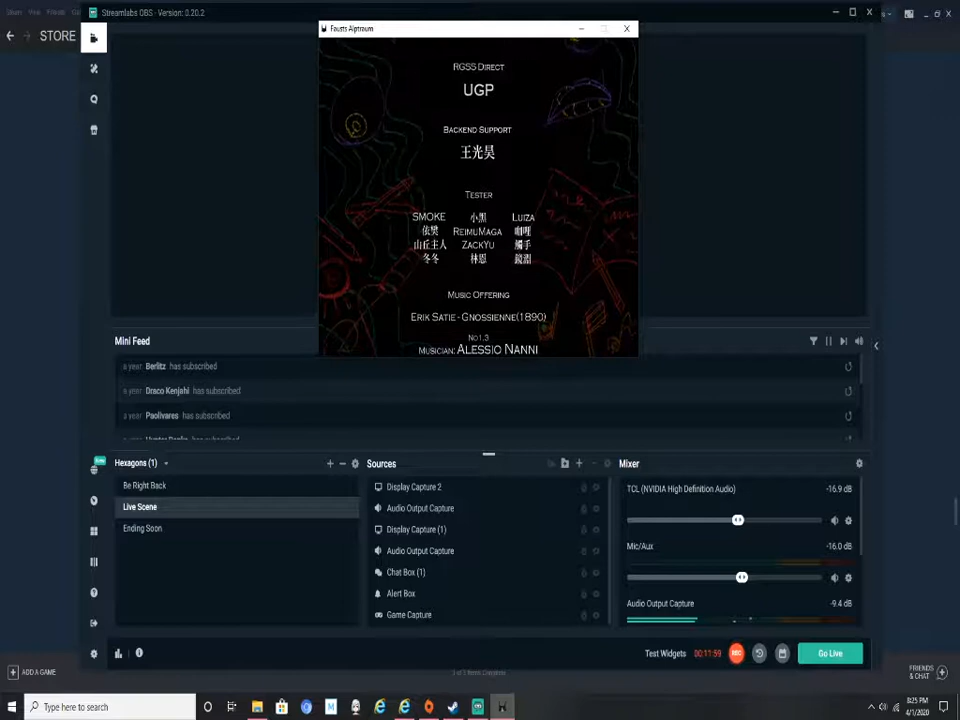 Streamlabs OBS - Version: 0.20.2
STORE
Fausts Alptraum
RGSS Direct
UGP
Backend Support
王光昊
Tester
SMOKE 小黑 Luiza
依樊 ReimuMaga 咖哩
山丘主人 ZackYu 觸手
冬冬 林恩 鏡淵
Music Offering
Erik Satie - Gnossienne(1890)
No1.3
Musician: Alessio Nanni
Mini Feed
a year Berlitz has subscribed
a year Draco Kenjahi has subscribed
a year Paolivares has subscribed
Hexagons (1)
Be Right Back
Live Scene
Ending Soon
Sources
Display Capture 2
Audio Output Capture
Display Capture (1)
Audio Output Capture
Chat Box (1)
Alert Box
Game Capture
Mixer
TCL (NVIDIA High Definition Audio) -16.9 dB
Mic/Aux -16.0 dB
Audio Output Capture -9.4 dB
Test Widgets 00:11:59 REC Go Live
ADD A GAME
FRIENDS
& CHAT
Type here to search
8:25 PM
4/1/2020